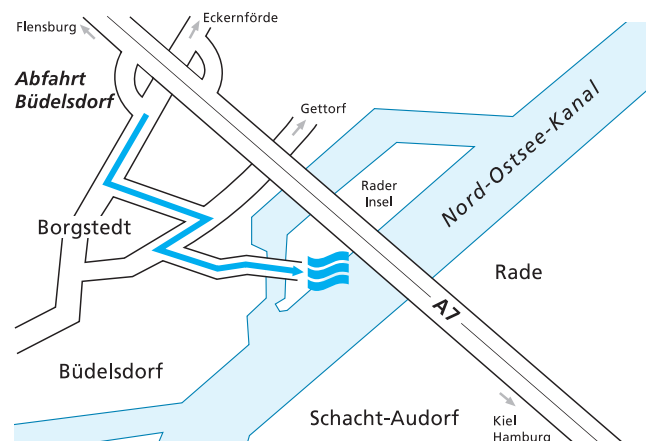 Eckernförde
Flensburg
Abfahrt
Büdelsdorf
Gettorf
Nord-Ostsee-Kanal
Rader
Insel
Borgstedt
Rade
A7
Büdelsdorf
Schacht-Audorf
Kiel
Hamburg